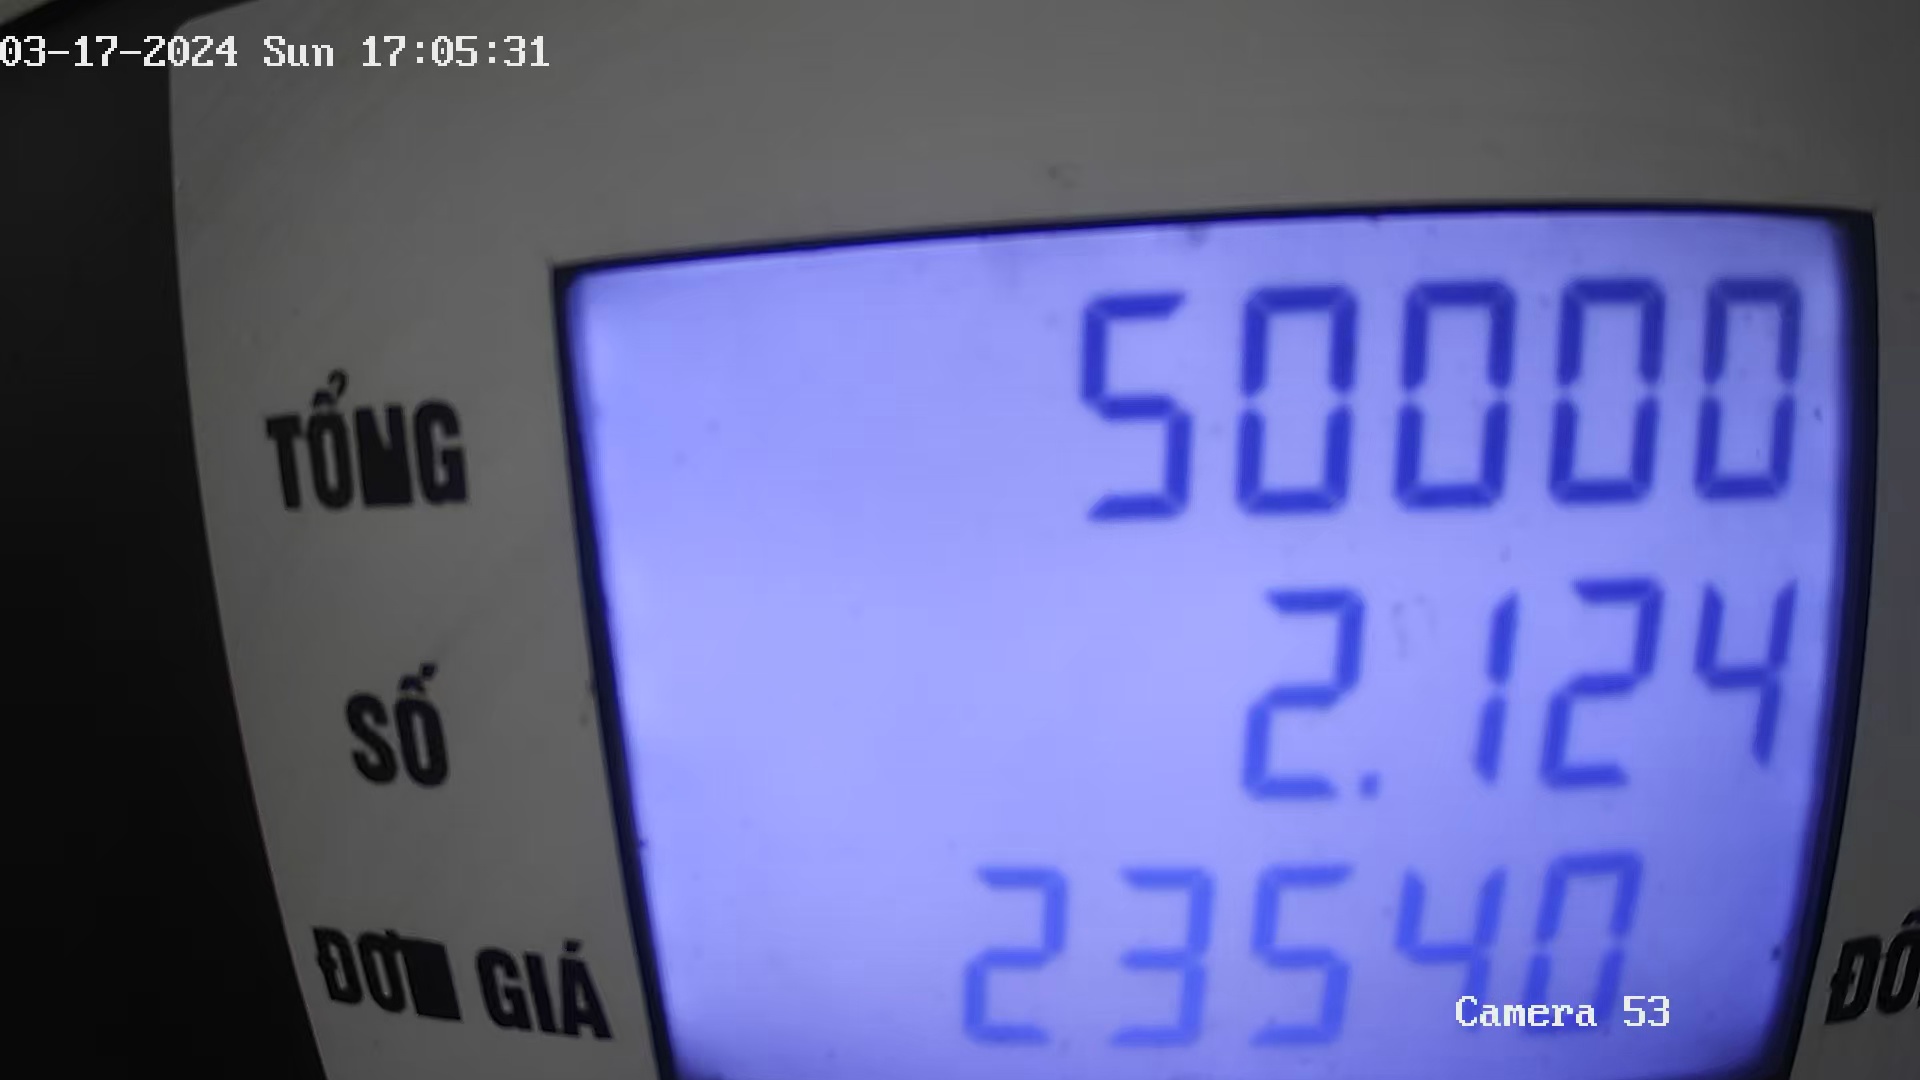 03-17-2024 Sun 17:05:31
TỔNG 50000
SỐ 2.124
ĐƠN GIÁ 23540
Camera 53